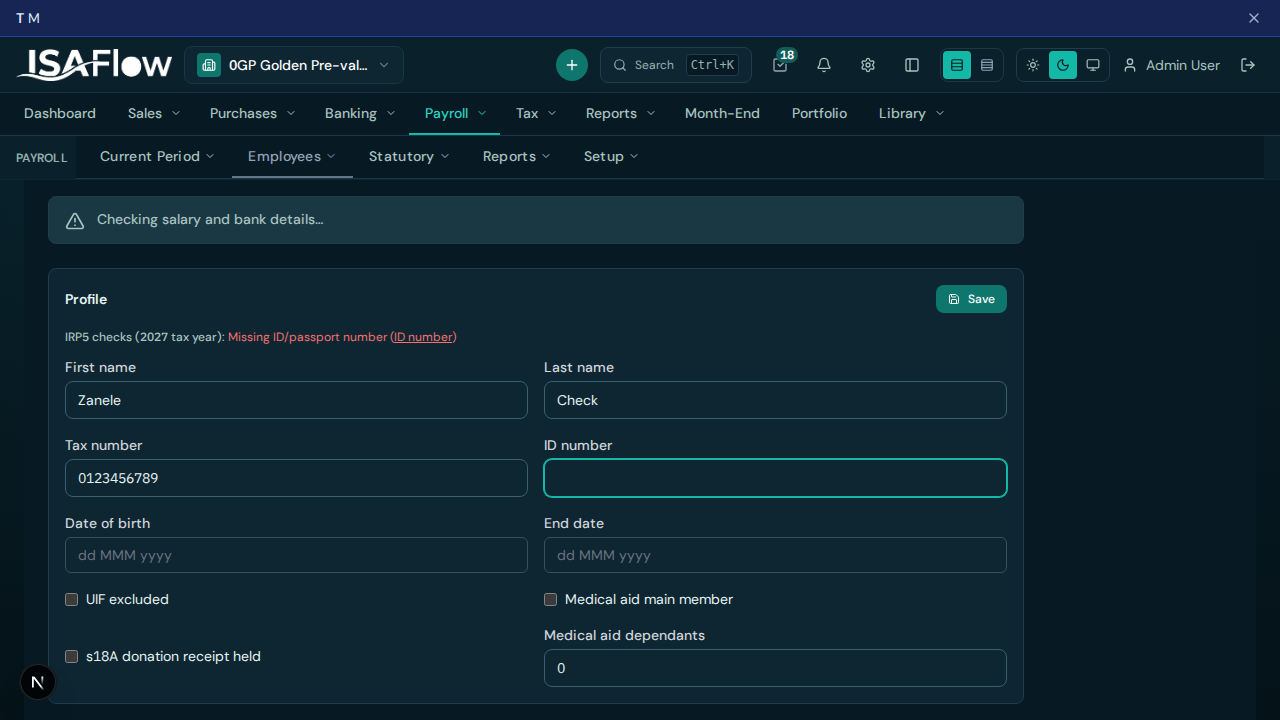 T M
ISAFlow
0GP Golden Pre-val...
Search Ctrl+K
18
Admin User
Dashboard Sales Purchases Banking Payroll Tax Reports Month-End Portfolio Library
PAYROLL Current Period Employees Statutory Reports Setup
Checking salary and bank details...
Profile
Save
IRP5 checks (2027 tax year): Missing ID/passport number (ID number)
First name Last name
Zanele Check
Tax number ID number
0123456789
Date of birth End date
dd MMM yyyy dd MMM yyyy
UIF excluded Medical aid main member
Medical aid dependants
s18A donation receipt held
0
N